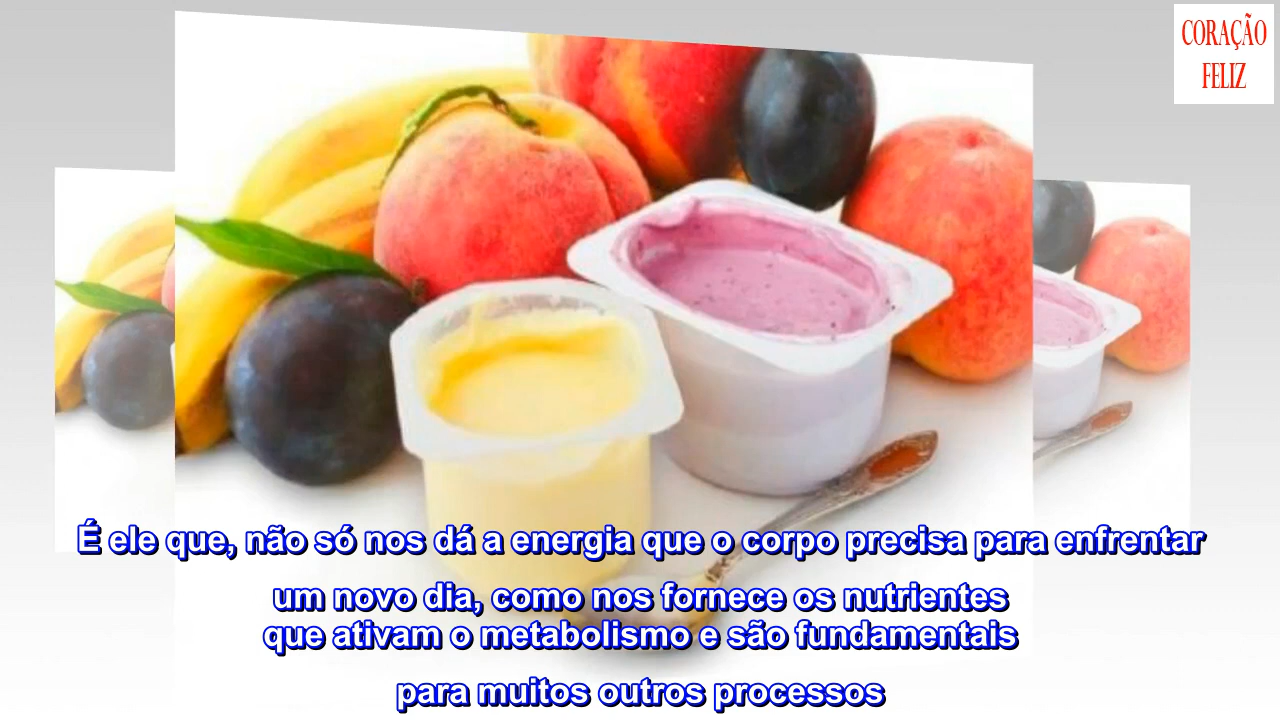 CORAÇÃO
FELIZ
É ele que, não só nos dá a energia que o corpo precisa para enfrentar
um novo dia, como nos fornece os nutrientes
que ativam o metabolismo e são fundamentais
para muitos outros processos